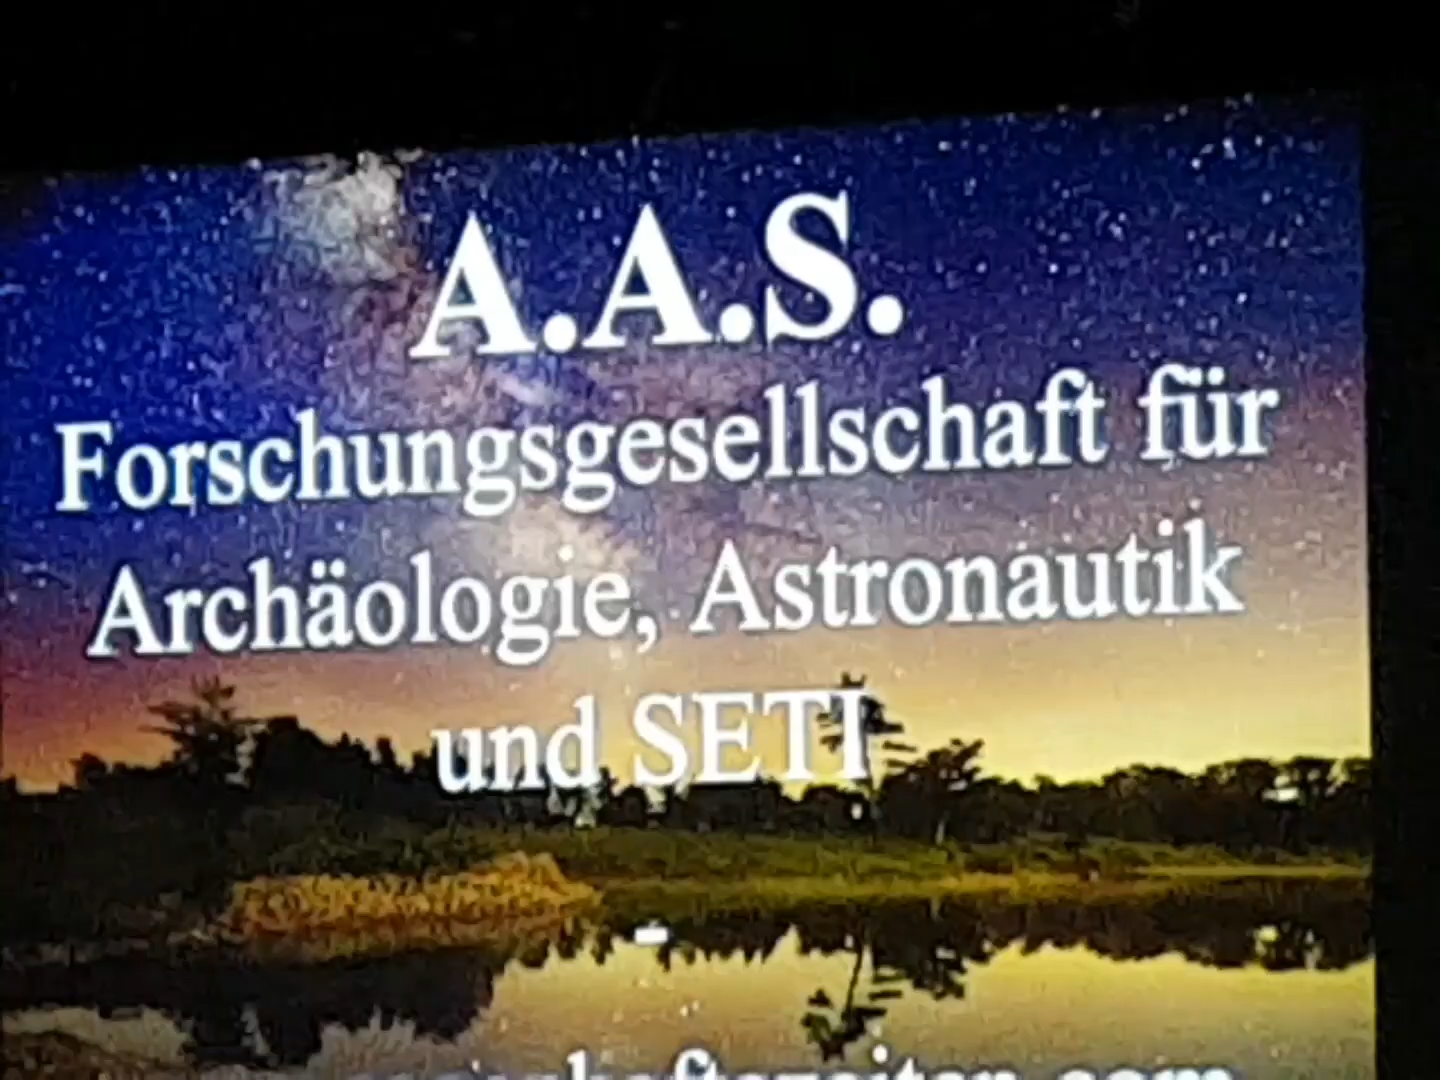 A.A.S.
Forschungsgesellschaft für
Archäologie, Astronautik
und SETI